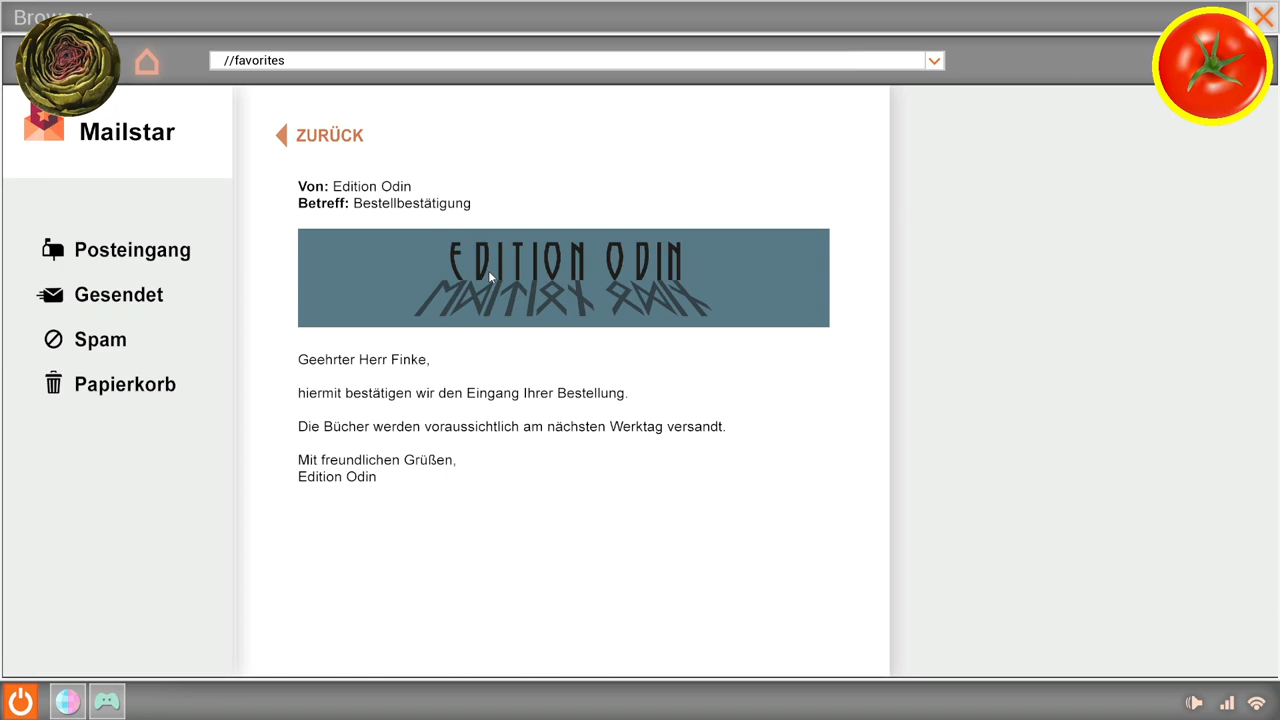 Browser
//favorites
Mailstar
Posteingang
Gesendet
Spam
Papierkorb
ZURÜCK
Von: Edition Odin
Betreff: Bestellbestätigung
EDITION ODIN
Geehrter Herr Finke,
hiermit bestätigen wir den Eingang Ihrer Bestellung.
Die Bücher werden voraussichtlich am nächsten Werktag versandt.
Mit freundlichen Grüßen,
Edition Odin